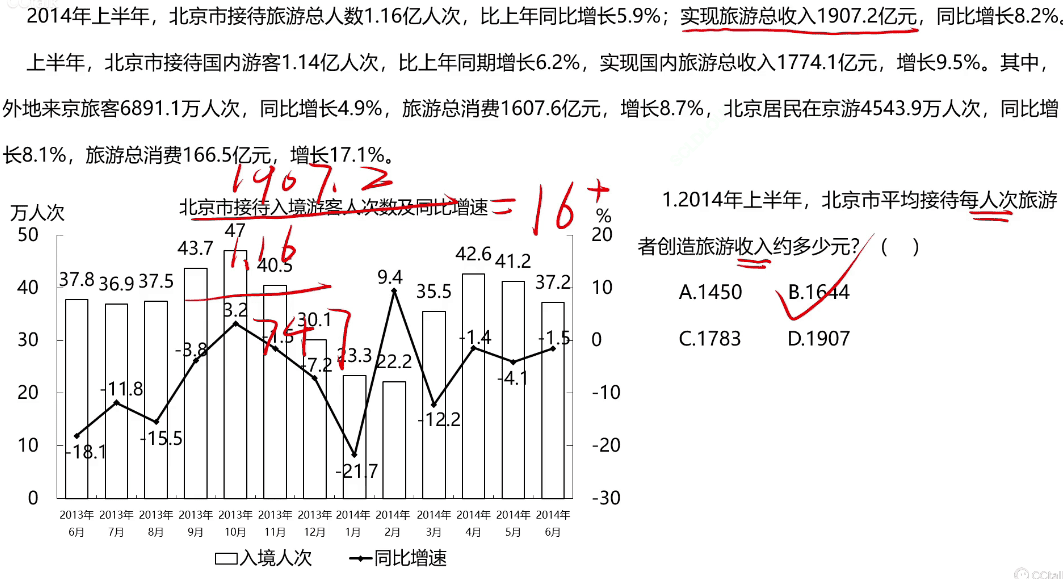 2014年上半年，北京市接待旅游总人数1.16亿人次，比上年同比增长5.9%；实现旅游总收入1907.2亿元，同比增长8.2%。
上半年，北京市接待国内游客1.14亿人次，比上年同期增长6.2%，实现国内旅游总收入1774.1亿元，增长9.5%。其中，
外地来京旅客6891.1万人次，同比增长4.9%，旅游总消费1607.6亿元，增长8.7%，北京居民在京游4543.9万人次，同比增
长8.1%，旅游总消费166.5亿元，增长17.1%。
1907.2
北京市接待入境游客人次数及同比增速
= 16+
1.16
747
万人次
%
50
40
30
20
10
0
20
10
0
-10
-20
-30
37.8 36.9 37.5 43.7 47 40.5 30.1 23.3 22.2 35.5 42.6 41.2 37.2
-18.1 -11.8 -15.5 -3.8 3.2 -1.5 -7.2 -21.7 9.4 -12.2 -1.4 -4.1 -1.5
2013年 2013年 2013年 2013年 2013年 2013年 2013年 2014年 2014年 2014年 2014年 2014年 2014年
6月 7月 8月 9月 10月 11月 12月 1月 2月 3月 4月 5月 6月
入境人次 同比增速
1.2014年上半年，北京市平均接待每人次旅游
者创造旅游收入约多少元？（ ）
A.1450 B.1644
C.1783 D.1907